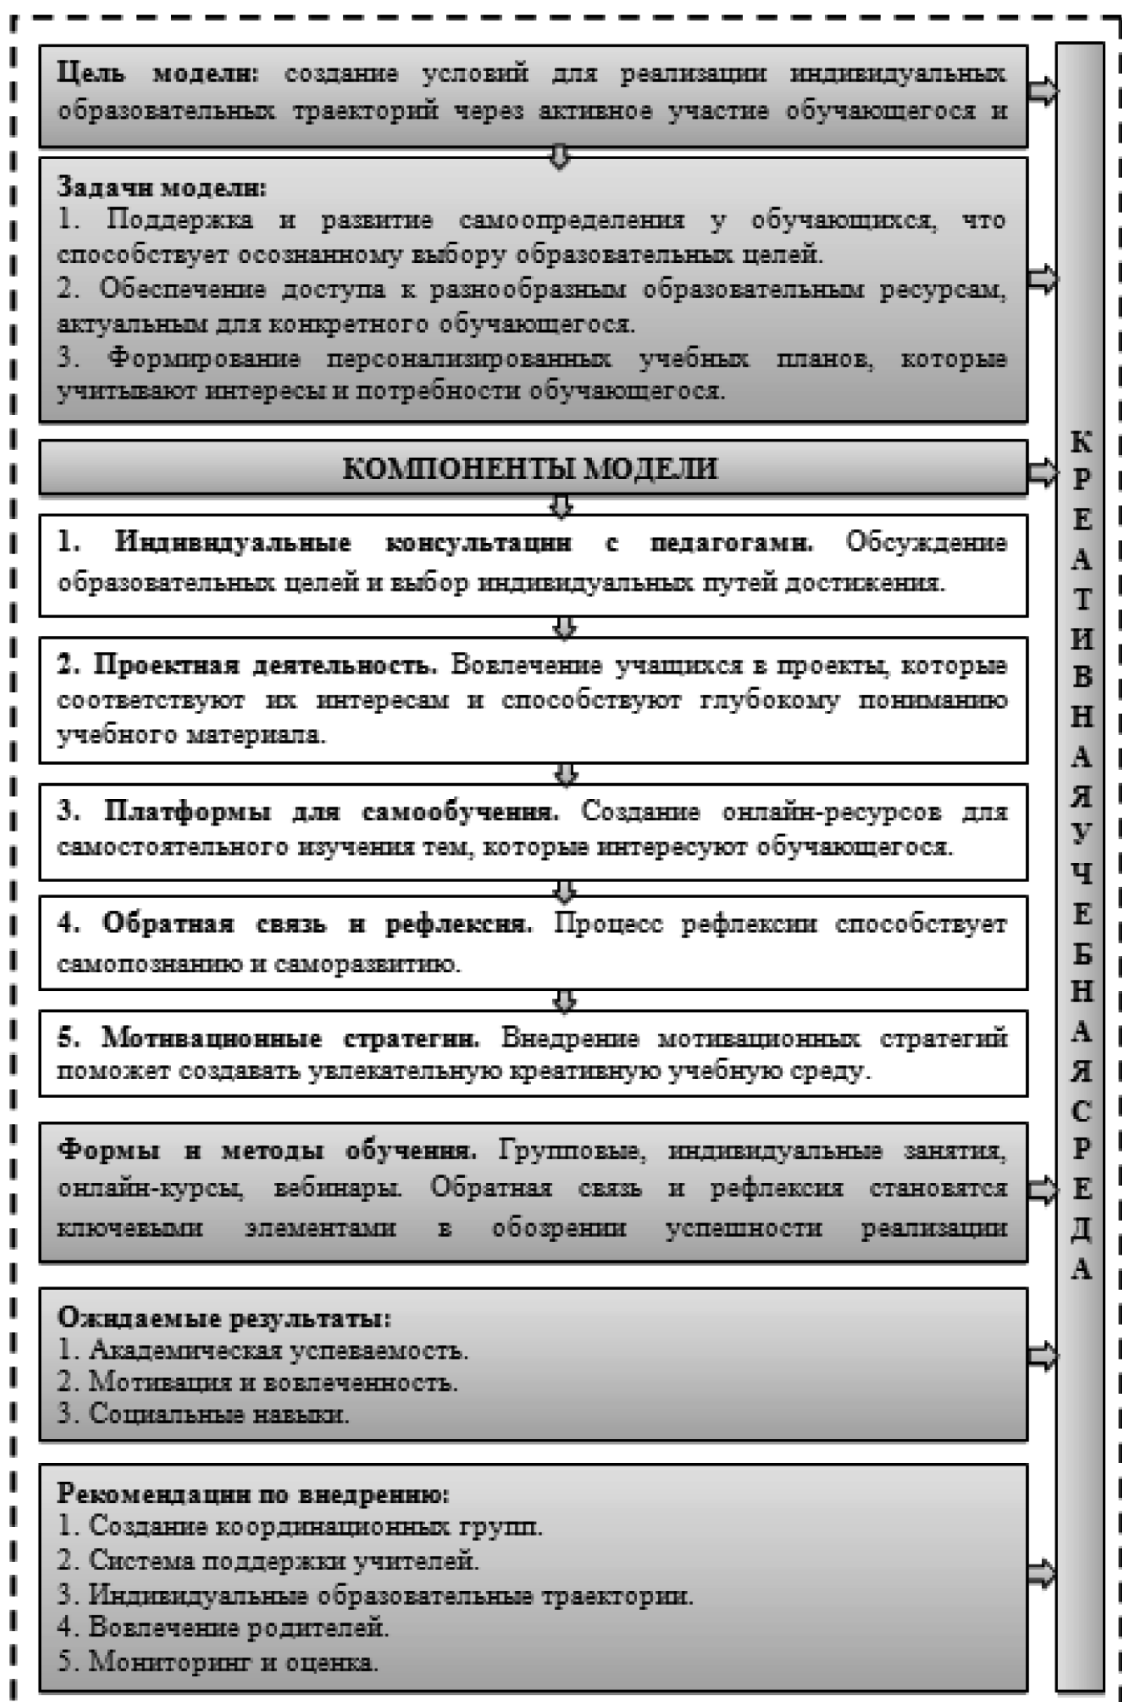 Цель модели: создание условий для реализации индивидуальных
образовательных траекторий через активное участие обучающегося и
Задачи модели:
1. Поддержка и развитие самоопределения у обучающихся, что
способствует осознанному выбору образовательных целей.
2. Обеспечение доступа к разнообразным образовательным ресурсам,
актуальным для конкретного обучающегося.
3. Формирование персонализированных учебных планов, которые
учитывают интересы и потребности обучающегося.
КОМПОНЕНТЫ МОДЕЛИ
1. Индивидуальные консультации с педагогами. Обсуждение
образовательных целей и выбор индивидуальных путей достижения.
2. Проектная деятельность. Вовлечение учащихся в проекты, которые
соответствуют их интересам и способствуют глубокому пониманию
учебного материала.
3. Платформы для самообучения. Создание онлайн-ресурсов для
самостоятельного изучения тем, которые интересуют обучающегося.
4. Обратная связь и рефлексия. Процесс рефлексии способствует
самопознанию и саморазвитию.
5. Мотивационные стратегии. Внедрение мотивационных стратегий
поможет создавать увлекательную креативную учебную среду.
Формы и методы обучения. Групповые, индивидуальные занятия,
онлайн-курсы, вебинары. Обратная связь и рефлексия становятся
ключевыми элементами в обозрении успешности реализации
Ожидаемые результаты:
1. Академическая успеваемость.
2. Мотивация и вовлеченность.
3. Социальные навыки.
Рекомендации по внедрению:
1. Создание координационных групп.
2. Система поддержки учителей.
3. Индивидуальные образовательные траектории.
4. Вовлечение родителей.
5. Мониторинг и оценка.
КРЕАТИВНАЯ УЧЕБНАЯ СРЕДА